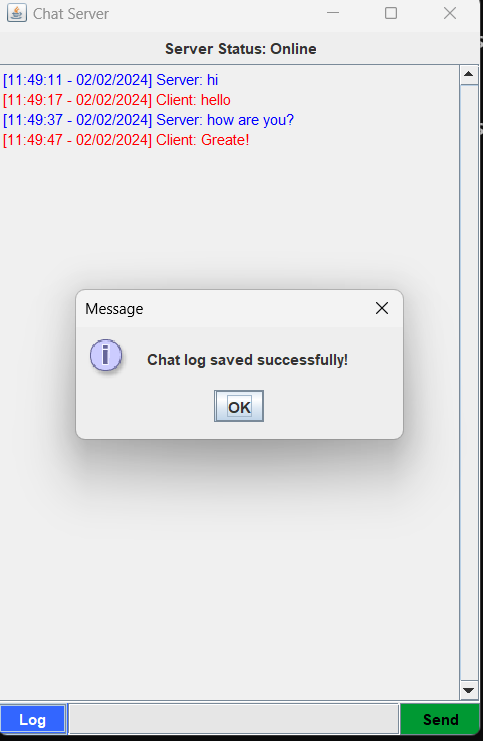 Chat Server
Server Status: Online
[11:49:11 - 02/02/2024] Server: hi
[11:49:17 - 02/02/2024] Client: hello
[11:49:37 - 02/02/2024] Server: how are you?
[11:49:47 - 02/02/2024] Client: Greate!
Message
Chat log saved successfully!
OK
Log
Send